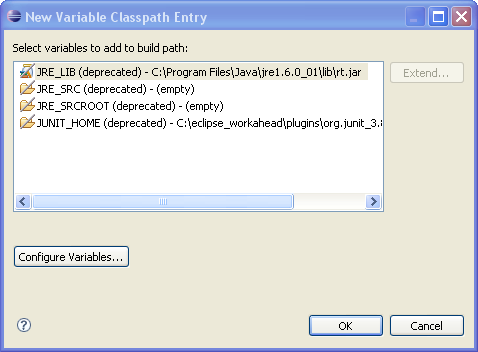 New Variable Classpath Entry
Select variables to add to build path:
JRE_LIB (deprecated) - C:\Program Files\Java\jre1.6.0_01\lib\rt.jar
Extend...
JRE_SRC (deprecated) - (empty)
JRE_SRCROOT (deprecated) - (empty)
JUNIT_HOME (deprecated) - C:\eclipse_workahead\plugins\org.junit_3.8
Configure Variables...
OK
Cancel